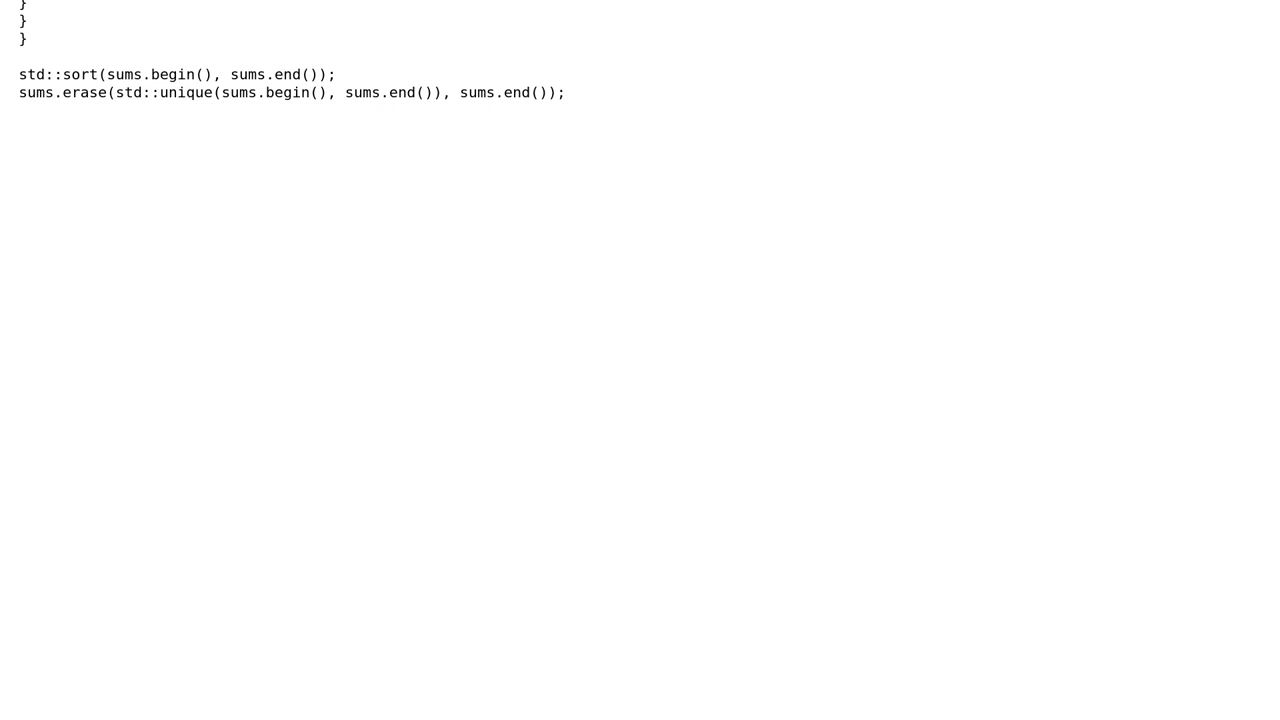 }
}
}

std::sort(sums.begin(), sums.end());
sums.erase(std::unique(sums.begin(), sums.end()), sums.end());